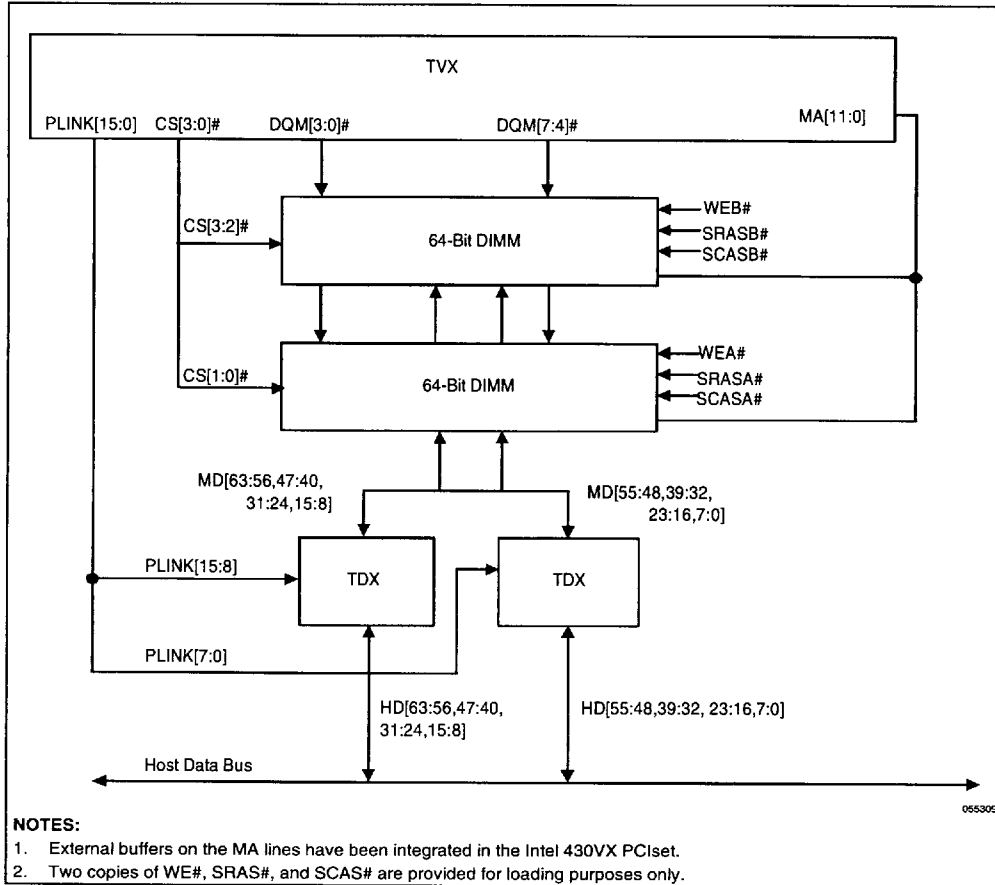 TVX
MA[11:0]
PLINK[15:0] CS[3:0]# DQM[3:0]# DQM[7:4]#
WEB#
CS[3:2]#
64-Bit DIMM
SRASB#
SCASB#
WEA#
CS[1:0]#
64-Bit DIMM
SRASA#
SCASA#
MD[63:56,47:40,
31:24,15:8]
MD[55:48,39:32,
23:16,7:0]
PLINK[15:8]
TDX
TDX
PLINK[7:0]
HD[63:56,47:40,
31:24,15:8]
HD[55:48,39:32, 23:16,7:0]
Host Data Bus
055309
NOTES:
1. External buffers on the MA lines have been integrated in the Intel 430VX PCIset.
2. Two copies of WE#, SRAS#, and SCAS# are provided for loading purposes only.